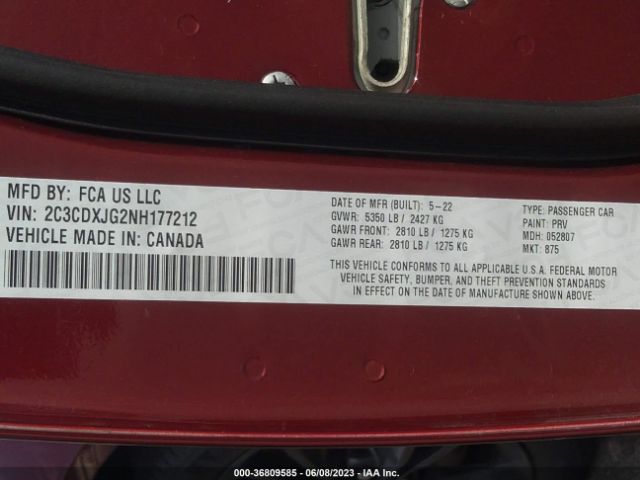 MFD BY: FCA US LLC
VIN: 2C3CDXJG2NH177212
VEHICLE MADE IN: CANADA
DATE OF MFR (BUILT): 5-22
GVWR: 5350 LB / 2427 KG
GAWR FRONT: 2810 LB / 1275 KG
GAWR REAR: 2810 LB / 1275 KG
TYPE: PASSENGER CAR
PAINT: PRV
MDH: 052807
MKT: 875
THIS VEHICLE CONFORMS TO ALL APPLICABLE U.S.A. FEDERAL MOTOR
VEHICLE SAFETY, BUMPER, AND THEFT PREVENTION STANDARDS
IN EFFECT ON THE DATE OF MANUFACTURE SHOWN ABOVE.
000-36809585 - 06/08/2023 - IAA Inc.